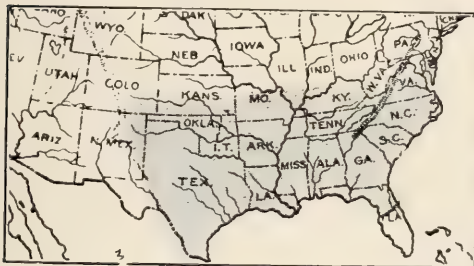 WYO.
DAK
NEB
IOWA
ILL
IND.
OHIO
PA.
UTAH
COLO
KANS.
MO.
KY.
W.VA.
VA.
ARIZ
N. MEX.
OKLA.
I.T.
ARK.
TENN
N.C.
S.C.
TEX.
LA.
MISS
ALA.
GA.
FLA